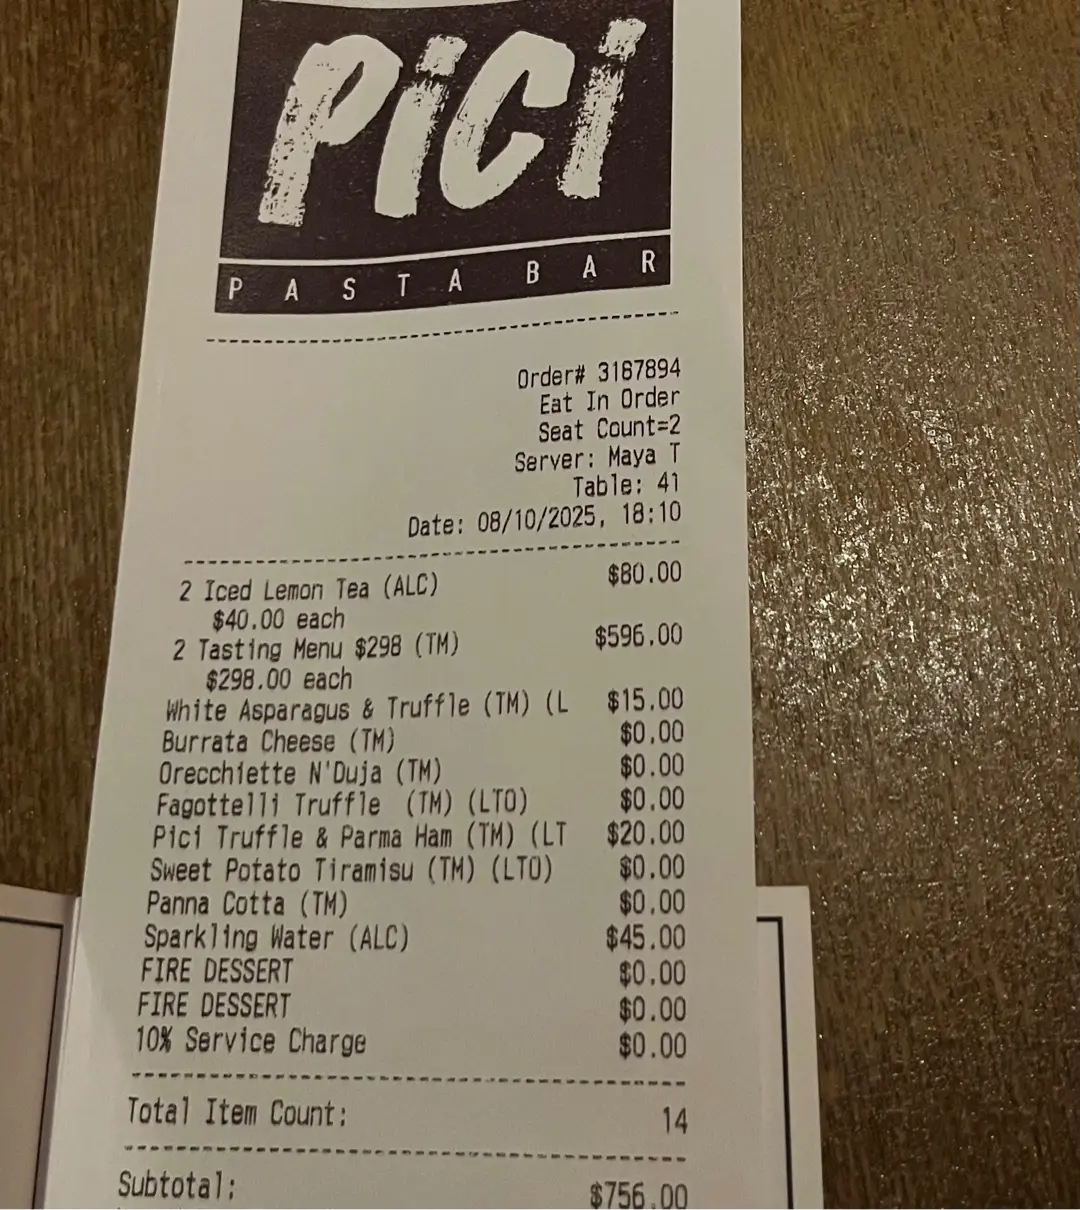 PiCi
PASTA BAR
Order# 3187894
Eat In Order
Seat Count=2
Server: Maya T
Table: 41
Date: 08/10/2025, 18:10
2 Iced Lemon Tea (ALC) $80.00
$40.00 each
2 Tasting Menu $298 (TM) $596.00
$298.00 each
White Asparagus & Truffle (TM) (L $15.00
Burrata Cheese (TM) $0.00
Orecchiette N'Duja (TM) $0.00
Fagottelli Truffle (TM) (LTO) $0.00
Pici Truffle & Parma Ham (TM) (LT $20.00
Sweet Potato Tiramisu (TM) (LTO) $0.00
Panna Cotta (TM) $0.00
Sparkling Water (ALC) $45.00
FIRE DESSERT $0.00
FIRE DESSERT $0.00
10% Service Charge $0.00
Total Item Count: 14
Subtotal: $756.00